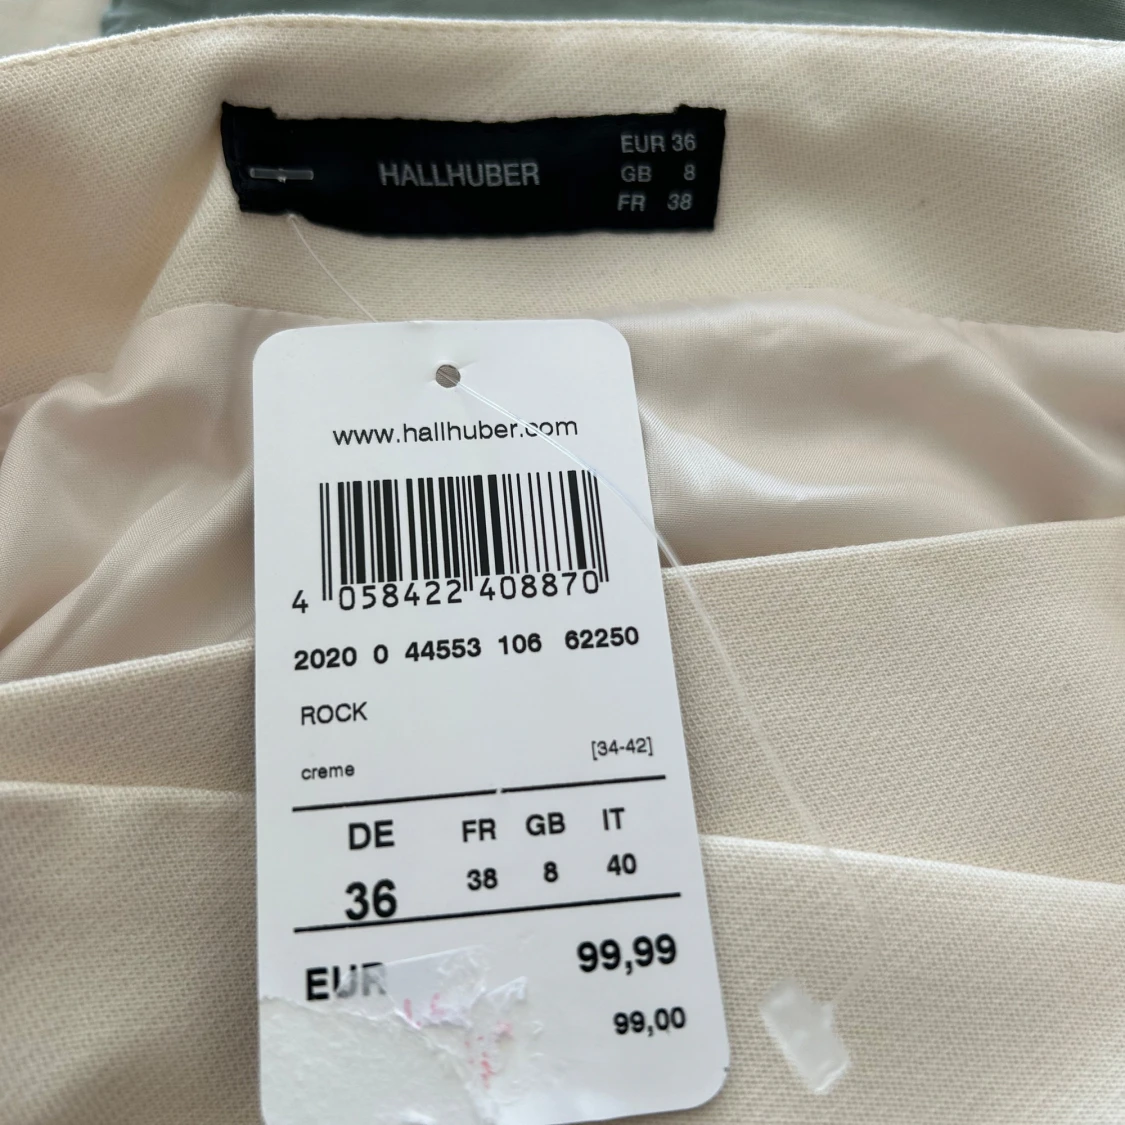 HALLHUBER
EUR 36
GB 8
FR 38
www.hallhuber.com
4 058422 408870
2020 0 44553 106 62250
ROCK
creme [34-42]
DE FR GB IT
36 38 8 40
EUR 99,99
99,00